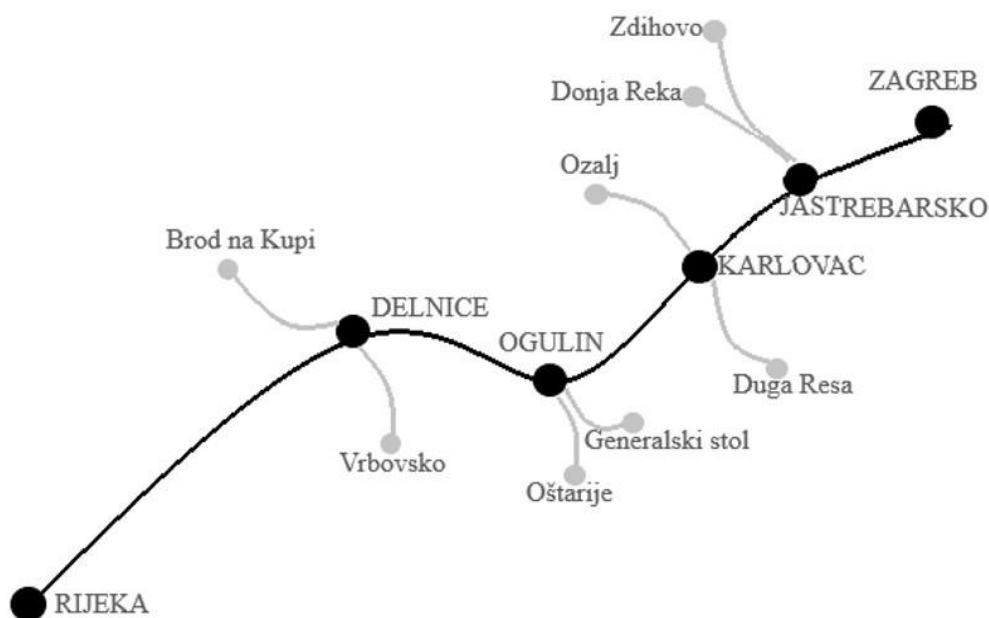 Zdihovo
ZAGREB
Donja Reka
Ozalj
JASTREBARSKO
Brod na Kupi
KARLOVAC
DELNICE
OGULIN
Duga Resa
Generalski stol
Vrbovsko
Oštarije
RIJEKA